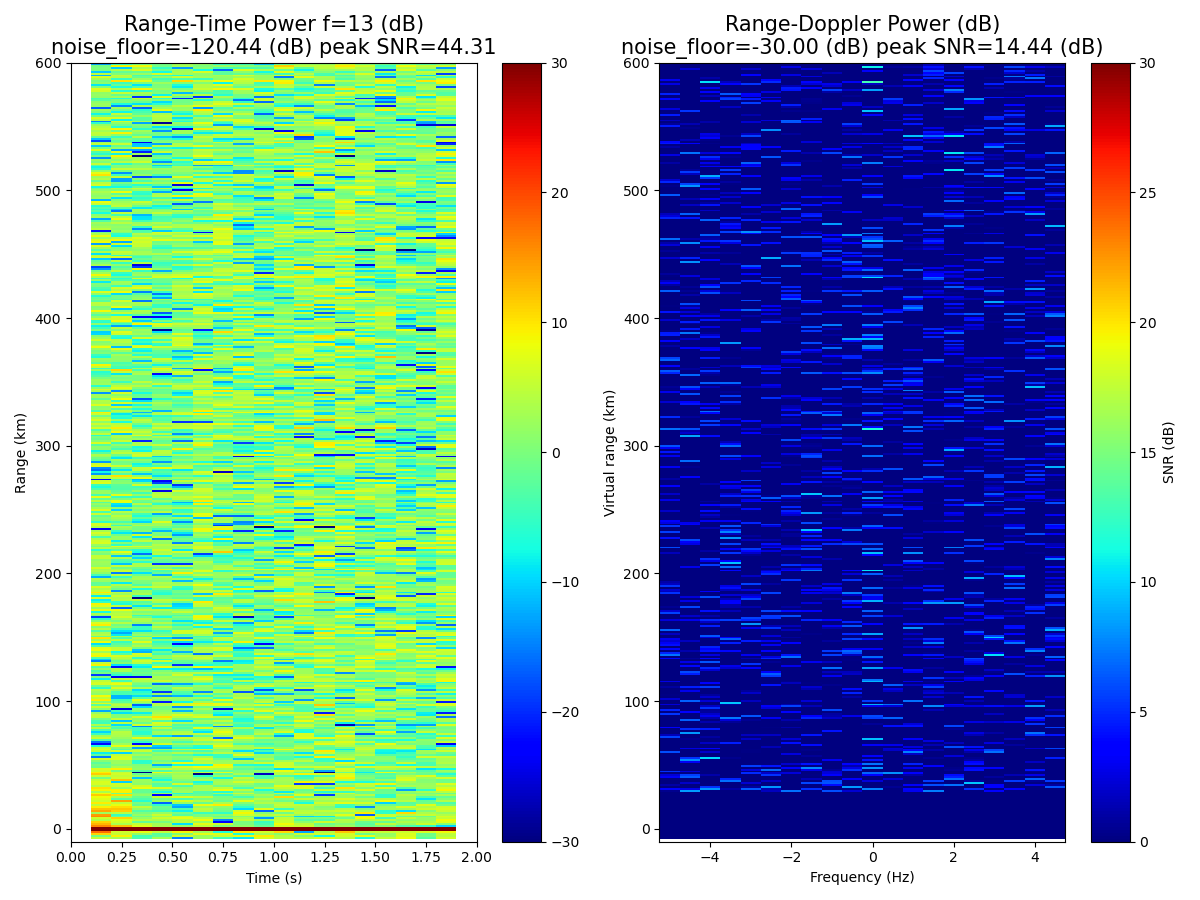 Range-Time Power f=13 (dB)
noise_floor=-120.44 (dB) peak SNR=44.31
Range-Doppler Power (dB)
noise_floor=-30.00 (dB) peak SNR=14.44 (dB)
600
500
400
300
200
100
0
Range (km)
0.00 0.25 0.50 0.75 1.00 1.25 1.50 1.75 2.00
Time (s)
30
20
10
0
−10
−20
−30
600
500
400
300
200
100
0
Virtual range (km)
−4 −2 0 2 4
Frequency (Hz)
30
25
20
15
10
5
0
SNR (dB)